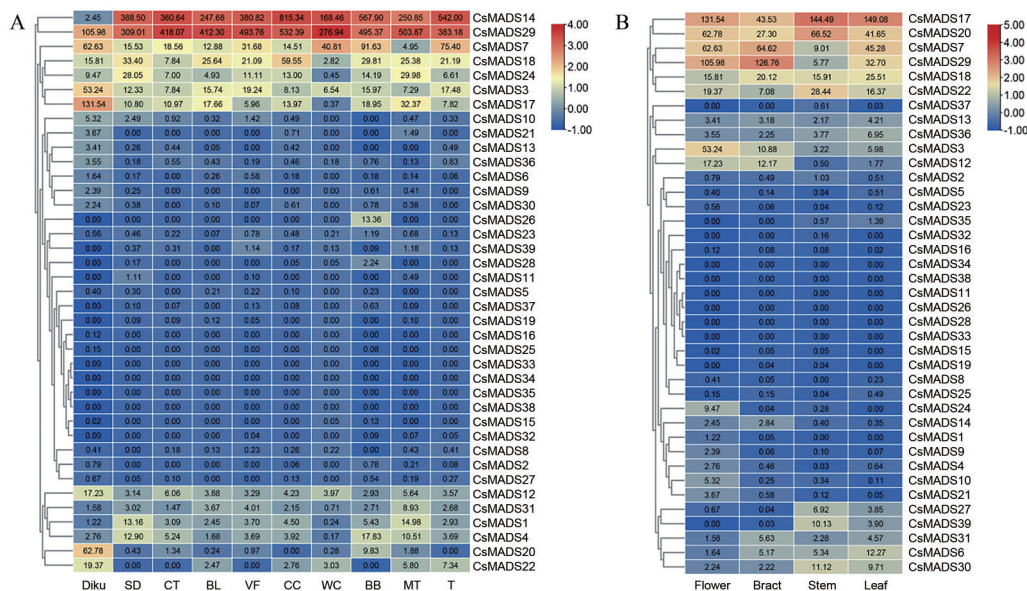 A
2.45 388.50 360.64 247.68 380.82 815.34 168.46 567.90 250.85 542.00 CsMADS14
105.98 309.01 418.07 412.30 493.76 532.39 276.94 495.37 503.87 383.18 CsMADS29
62.63 15.53 18.56 12.88 31.68 14.51 40.81 91.63 4.95 75.40 CsMADS7
15.81 33.40 7.84 25.64 21.09 59.55 2.82 29.81 25.38 21.19 CsMADS18
9.47 28.05 7.00 4.93 11.11 13.00 0.45 14.19 29.98 6.61 CsMADS24
53.24 12.33 7.84 15.74 19.24 8.13 6.54 15.97 7.29 17.48 CsMADS3
131.54 10.80 10.97 17.66 5.96 13.97 0.37 18.95 32.37 7.82 CsMADS17
5.32 2.49 0.92 0.32 1.42 0.49 0.00 0.00 0.47 0.33 CsMADS10
3.67 0.00 0.00 0.00 0.00 0.71 0.00 0.00 1.49 0.00 CsMADS21
3.41 0.26 0.44 0.05 0.00 0.42 0.00 0.00 0.00 0.49 CsMADS13
3.55 0.18 0.55 0.43 0.19 0.46 0.18 0.76 0.13 0.83 CsMADS36
1.64 0.17 0.00 0.26 0.58 0.18 0.00 0.18 0.14 0.06 CsMADS6
2.39 0.25 0.00 0.00 0.00 0.00 0.00 0.61 0.41 0.00 CsMADS9
2.24 0.38 0.00 0.10 0.07 0.61 0.00 0.78 0.38 0.00 CsMADS30
0.00 0.00 0.00 0.00 0.00 0.00 0.00 13.36 0.00 0.00 CsMADS26
0.56 0.46 0.22 0.07 0.78 0.48 0.21 1.19 0.68 0.13 CsMADS23
0.00 0.37 0.31 0.00 1.14 0.17 0.13 0.09 1.18 0.13 CsMADS39
0.00 0.17 0.00 0.00 0.00 0.05 0.05 2.24 0.00 0.00 CsMADS28
0.00 1.11 0.00 0.00 0.10 0.00 0.00 0.00 0.49 0.00 CsMADS11
0.40 0.30 0.00 0.21 0.22 0.10 0.00 0.23 0.00 0.00 CsMADS5
0.00 0.10 0.07 0.00 0.13 0.08 0.00 0.63 0.09 0.00 CsMADS37
0.00 0.09 0.09 0.12 0.05 0.00 0.00 0.00 0.10 0.00 CsMADS19
0.12 0.00 0.00 0.00 0.00 0.00 0.00 0.00 0.00 0.00 CsMADS16
0.15 0.00 0.00 0.00 0.00 0.00 0.00 0.08 0.00 0.00 CsMADS25
0.00 0.00 0.00 0.00 0.00 0.00 0.00 0.00 0.00 0.00 CsMADS33
0.00 0.00 0.00 0.00 0.00 0.00 0.00 0.00 0.00 0.00 CsMADS34
0.00 0.00 0.00 0.00 0.00 0.00 0.00 0.00 0.00 0.00 CsMADS35
0.00 0.00 0.00 0.00 0.00 0.00 0.00 0.00 0.00 0.00 CsMADS38
0.02 0.00 0.00 0.00 0.00 0.00 0.05 0.13 0.00 0.00 CsMADS15
0.00 0.00 0.00 0.00 0.04 0.00 0.00 0.09 0.07 0.05 CsMADS32
0.41 0.00 0.18 0.13 0.23 0.26 0.22 0.00 0.43 0.41 CsMADS8
0.79 0.00 0.00 0.00 0.00 0.06 0.00 0.78 0.21 0.08 CsMADS2
0.67 0.05 0.10 0.00 0.13 0.13 0.00 0.54 0.19 0.27 CsMADS27
17.23 3.14 6.06 3.88 3.29 4.23 3.97 2.93 5.64 3.57 CsMADS12
1.58 3.02 1.47 3.67 4.01 2.15 0.71 2.71 8.93 2.68 CsMADS31
1.22 13.16 3.09 2.45 3.70 4.50 0.24 5.43 14.98 2.93 CsMADS1
2.76 12.90 5.24 1.68 3.69 3.92 0.17 17.83 10.51 3.69 CsMADS4
62.78 0.43 1.34 0.24 0.97 0.00 0.28 9.83 1.88 0.00 CsMADS20
19.37 0.00 0.00 2.47 0.00 2.76 3.03 0.00 5.80 7.34 CsMADS22
Diku SD CT BL VF CC WC BB MT T
4.00
3.00
2.00
1.00
0.00
-1.00
B
131.54 43.53 144.49 149.08 CsMADS17
62.78 27.30 66.52 41.65 CsMADS20
62.63 64.62 9.01 45.28 CsMADS7
105.98 126.76 5.77 32.70 CsMADS29
15.81 20.12 15.91 25.51 CsMADS18
19.37 7.08 28.44 16.37 CsMADS22
0.00 0.00 0.61 0.03 CsMADS37
3.41 3.18 2.17 4.21 CsMADS13
3.55 2.25 3.77 6.95 CsMADS36
53.24 10.88 3.22 5.98 CsMADS3
17.23 12.17 0.50 1.77 CsMADS12
0.79 0.49 1.03 0.51 CsMADS2
0.40 0.14 0.04 0.51 CsMADS5
0.56 0.06 0.04 0.12 CsMADS23
0.00 0.00 0.57 1.39 CsMADS35
0.00 0.00 0.16 0.00 CsMADS32
0.12 0.08 0.08 0.02 CsMADS16
0.00 0.00 0.00 0.00 CsMADS34
0.00 0.00 0.00 0.00 CsMADS38
0.00 0.00 0.00 0.00 CsMADS11
0.00 0.00 0.00 0.00 CsMADS26
0.00 0.00 0.00 0.00 CsMADS28
0.00 0.00 0.00 0.00 CsMADS33
0.02 0.05 0.05 0.00 CsMADS15
0.00 0.04 0.04 0.00 CsMADS19
0.41 0.05 0.00 0.23 CsMADS8
0.15 0.15 0.04 0.49 CsMADS25
9.47 0.04 0.28 0.00 CsMADS24
2.45 2.84 0.40 0.35 CsMADS14
1.22 0.05 0.00 0.00 CsMADS1
2.39 0.06 0.10 0.07 CsMADS9
2.76 0.46 0.03 0.64 CsMADS4
5.32 0.25 0.34 0.11 CsMADS10
3.67 0.58 0.12 0.05 CsMADS21
0.67 0.04 6.92 3.85 CsMADS27
0.00 0.03 10.13 3.90 CsMADS39
1.58 5.63 2.28 4.57 CsMADS31
1.64 5.17 5.34 12.27 CsMADS6
2.24 2.22 11.12 9.71 CsMADS30
Flower Bract Stem Leaf
5.00
4.00
3.00
2.00
1.00
0.00
-1.00